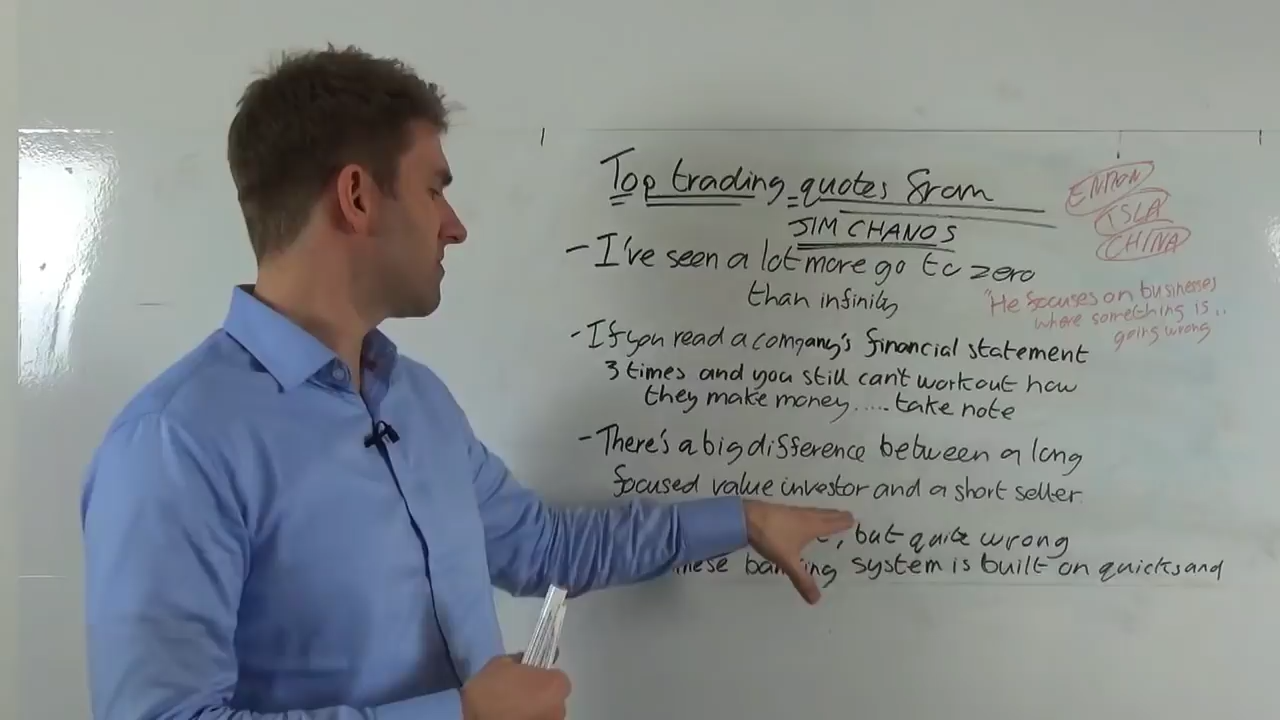 Top trading quotes from
JIM CHANOS
- I've seen a lot more go to zero
than infinity
- If you read a company's financial statement
3 times and you still can't workout how
they make money..... take note
- There's a big difference between a long
focused value investor and a short seller
, but quite wrong
system is built on quicksand
ENRON
TSLA
CHINA
"He focuses on businesses
where something is..
going wrong